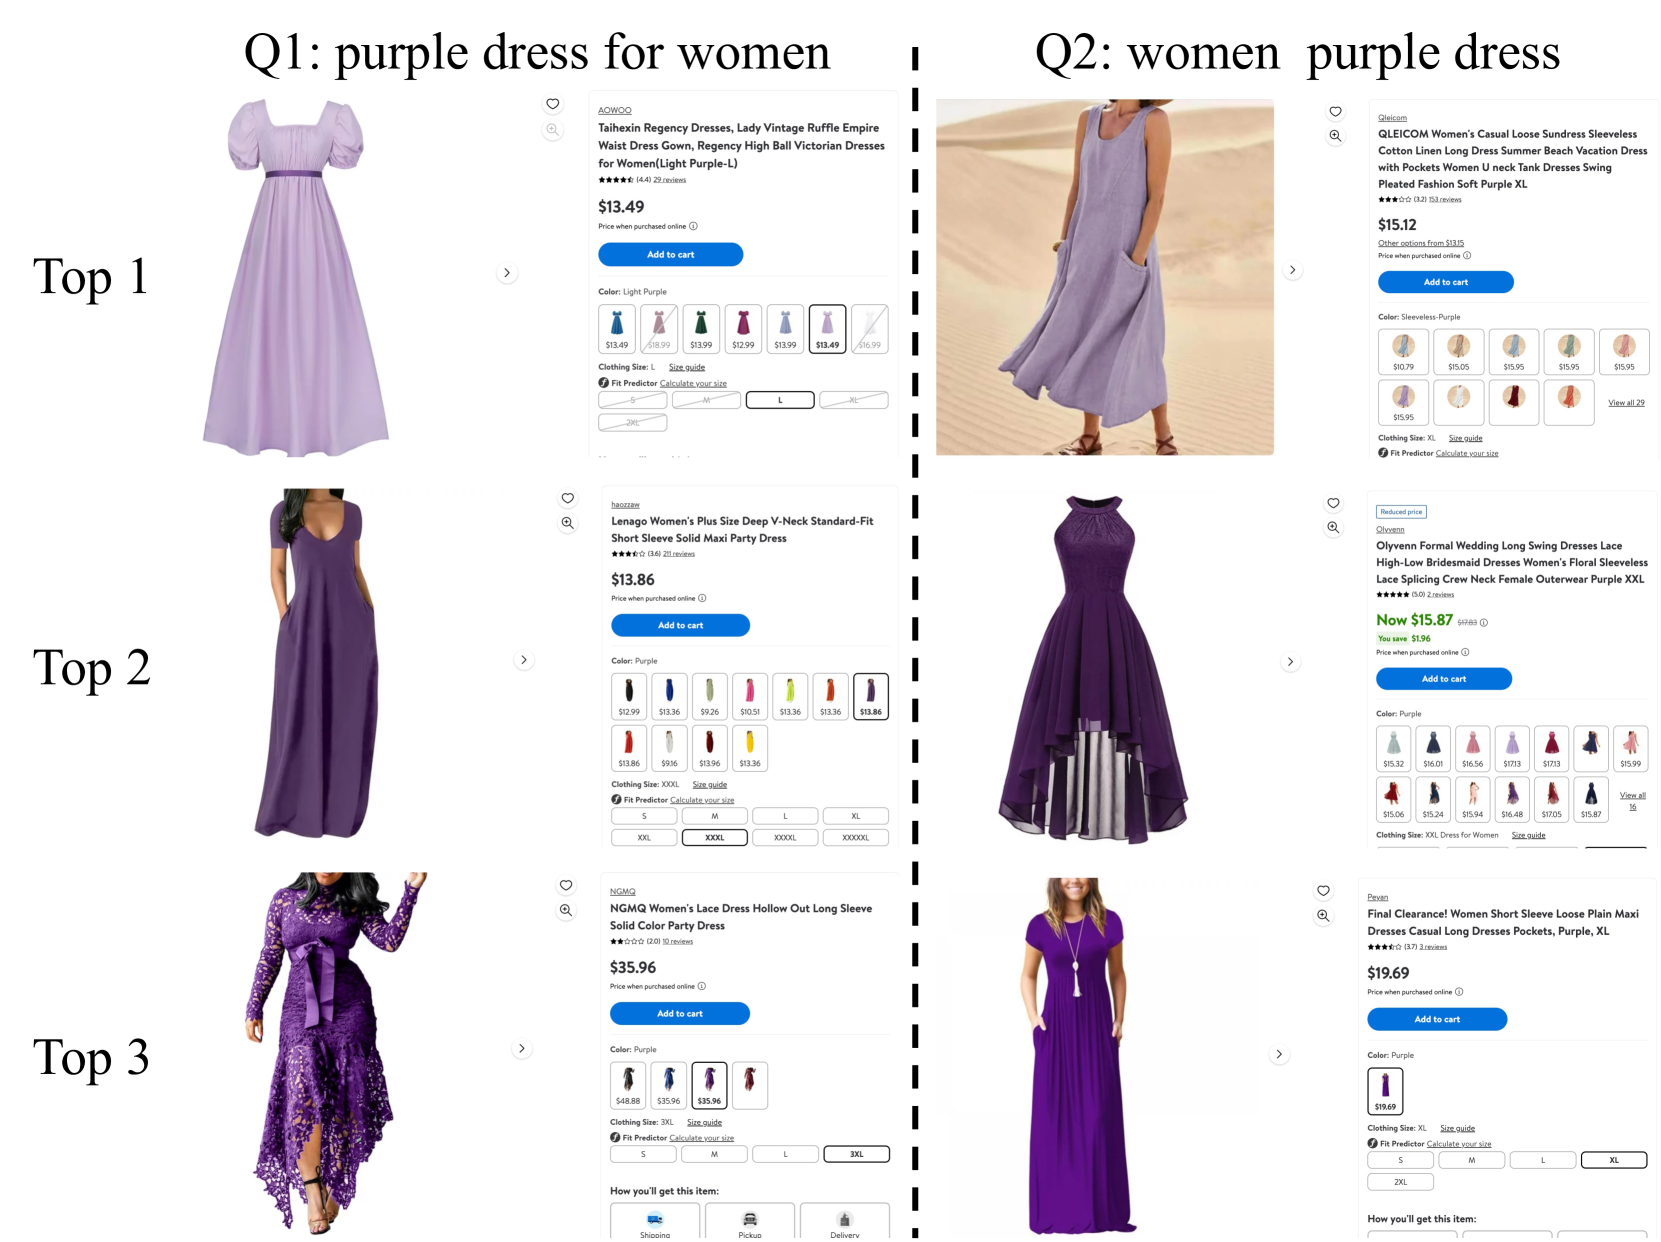 Q1: purple dress for women
Q2: women purple dress
Top 1
AOWOO
Taihexin Regency Dresses, Lady Vintage Ruffle Empire
Waist Dress Gown, Regency High Ball Victorian Dresses
for Women(Light Purple-L)
(4.4) 29 reviews
$13.49
Price when purchased online
Add to cart
Color: Light Purple
$13.49 $18.99 $13.99 $12.99 $13.99 $13.49 $16.99
Clothing Size: L Size guide
Fit Predictor Calculate your size
S M L XL
2XL
Qleicom
QLEICOM Women's Casual Loose Sundress Sleeveless
Cotton Linen Long Dress Summer Beach Vacation Dress
with Pockets Women U neck Tank Dresses Swing
Pleated Fashion Soft Purple XL
(3.2) 153 reviews
$15.12
Other options from $13.15
Price when purchased online
Add to cart
Color: Sleeveless-Purple
$10.79 $15.05 $15.95 $15.95 $15.95
$15.95 View all 29
Clothing Size: XL Size guide
Fit Predictor Calculate your size
Top 2
haozzaw
Lenago Women's Plus Size Deep V-Neck Standard-Fit
Short Sleeve Solid Maxi Party Dress
(3.6) 211 reviews
$13.86
Price when purchased online
Add to cart
Color: Purple
$12.99 $13.36 $9.26 $10.51 $13.36 $13.36 $13.86
$13.86 $9.16 $13.96 $13.36
Clothing Size: XXXL Size guide
Fit Predictor Calculate your size
S M L XL
XXL XXXL XXXXL XXXXXL
Reduced price
Olyvenn
Olyvenn Formal Wedding Long Swing Dresses Lace
High-Low Bridesmaid Dresses Women's Floral Sleeveless
Lace Splicing Crew Neck Female Outerwear Purple XXL
(5.0) 2 reviews
Now $15.87 $17.83
You save $1.96
Price when purchased online
Add to cart
Color: Purple
$15.32 $16.01 $16.56 $17.13 $17.13 $15.99
$15.06 $15.24 $15.94 $16.48 $17.05 $15.87 View all
16
Clothing Size: XXL Dress for Women Size guide
Top 3
NGMQ
NGMQ Women's Lace Dress Hollow Out Long Sleeve
Solid Color Party Dress
(2.0) 10 reviews
$35.96
Price when purchased online
Add to cart
Color: Purple
$48.88 $35.96 $35.96
Clothing Size: 3XL Size guide
Fit Predictor Calculate your size
S M L 3XL
How you'll get this item:
Shipping Pickup Delivery
Peyan
Final Clearance! Women Short Sleeve Loose Plain Maxi
Dresses Casual Long Dresses Pockets, Purple, XL
(3.7) 3 reviews
$19.69
Price when purchased online
Add to cart
Color: Purple
$19.69
Clothing Size: XL Size guide
Fit Predictor Calculate your size
S M L XL
2XL
How you'll get this item: